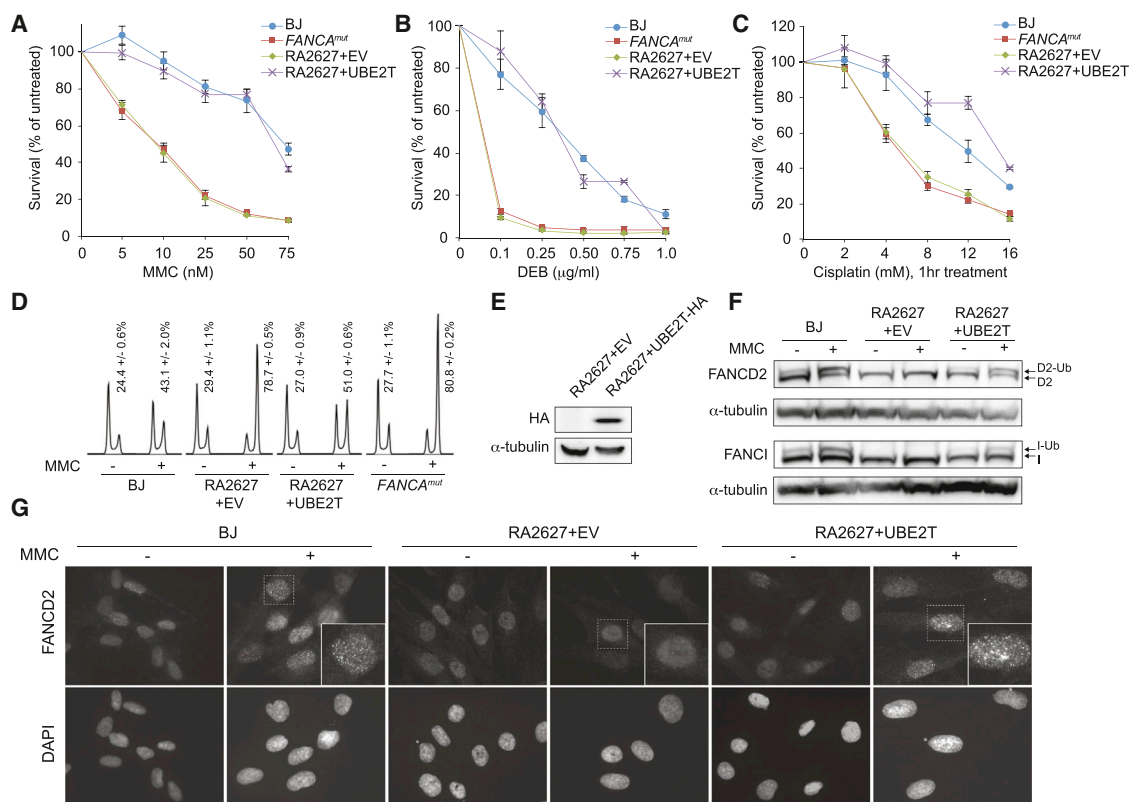 A
Survival (% of untreated)
120
100
80
60
40
20
0
0 5 10 25 50 75
MMC (nM)
BJ
FANCAmut
RA2627+EV
RA2627+UBE2T
B
Survival (% of untreated)
100
80
60
40
20
0
0 0.1 0.25 0.50 0.75 1.0
DEB (μg/ml)
BJ
FANCAmut
RA2627+EV
RA2627+UBE2T
C
Survival (% of untreated)
120
100
80
60
40
20
0
0 2 4 8 12 16
Cisplatin (mM), 1hr treatment
BJ
FANCAmut
RA2627+EV
RA2627+UBE2T
D
24.4 +/- 0.6%
43.1 +/- 2.0%
29.4 +/- 1.1%
78.7 +/- 0.5%
27.0 +/- 0.9%
51.0 +/- 0.6%
27.7 +/- 1.1%
80.8 +/- 0.2%
MMC - + - + - + - +
BJ RA2627 RA2627 FANCAmut
+EV +UBE2T
E
RA2627+EV
RA2627+UBE2T-HA
HA
α-tubulin
F
RA2627 RA2627
BJ +EV +UBE2T
MMC - + - + - +
FANCD2
D2-Ub
D2
α-tubulin
FANCI
I-Ub
I
α-tubulin
G
BJ RA2627+EV RA2627+UBE2T
MMC - + - + - +
FANCD2
DAPI